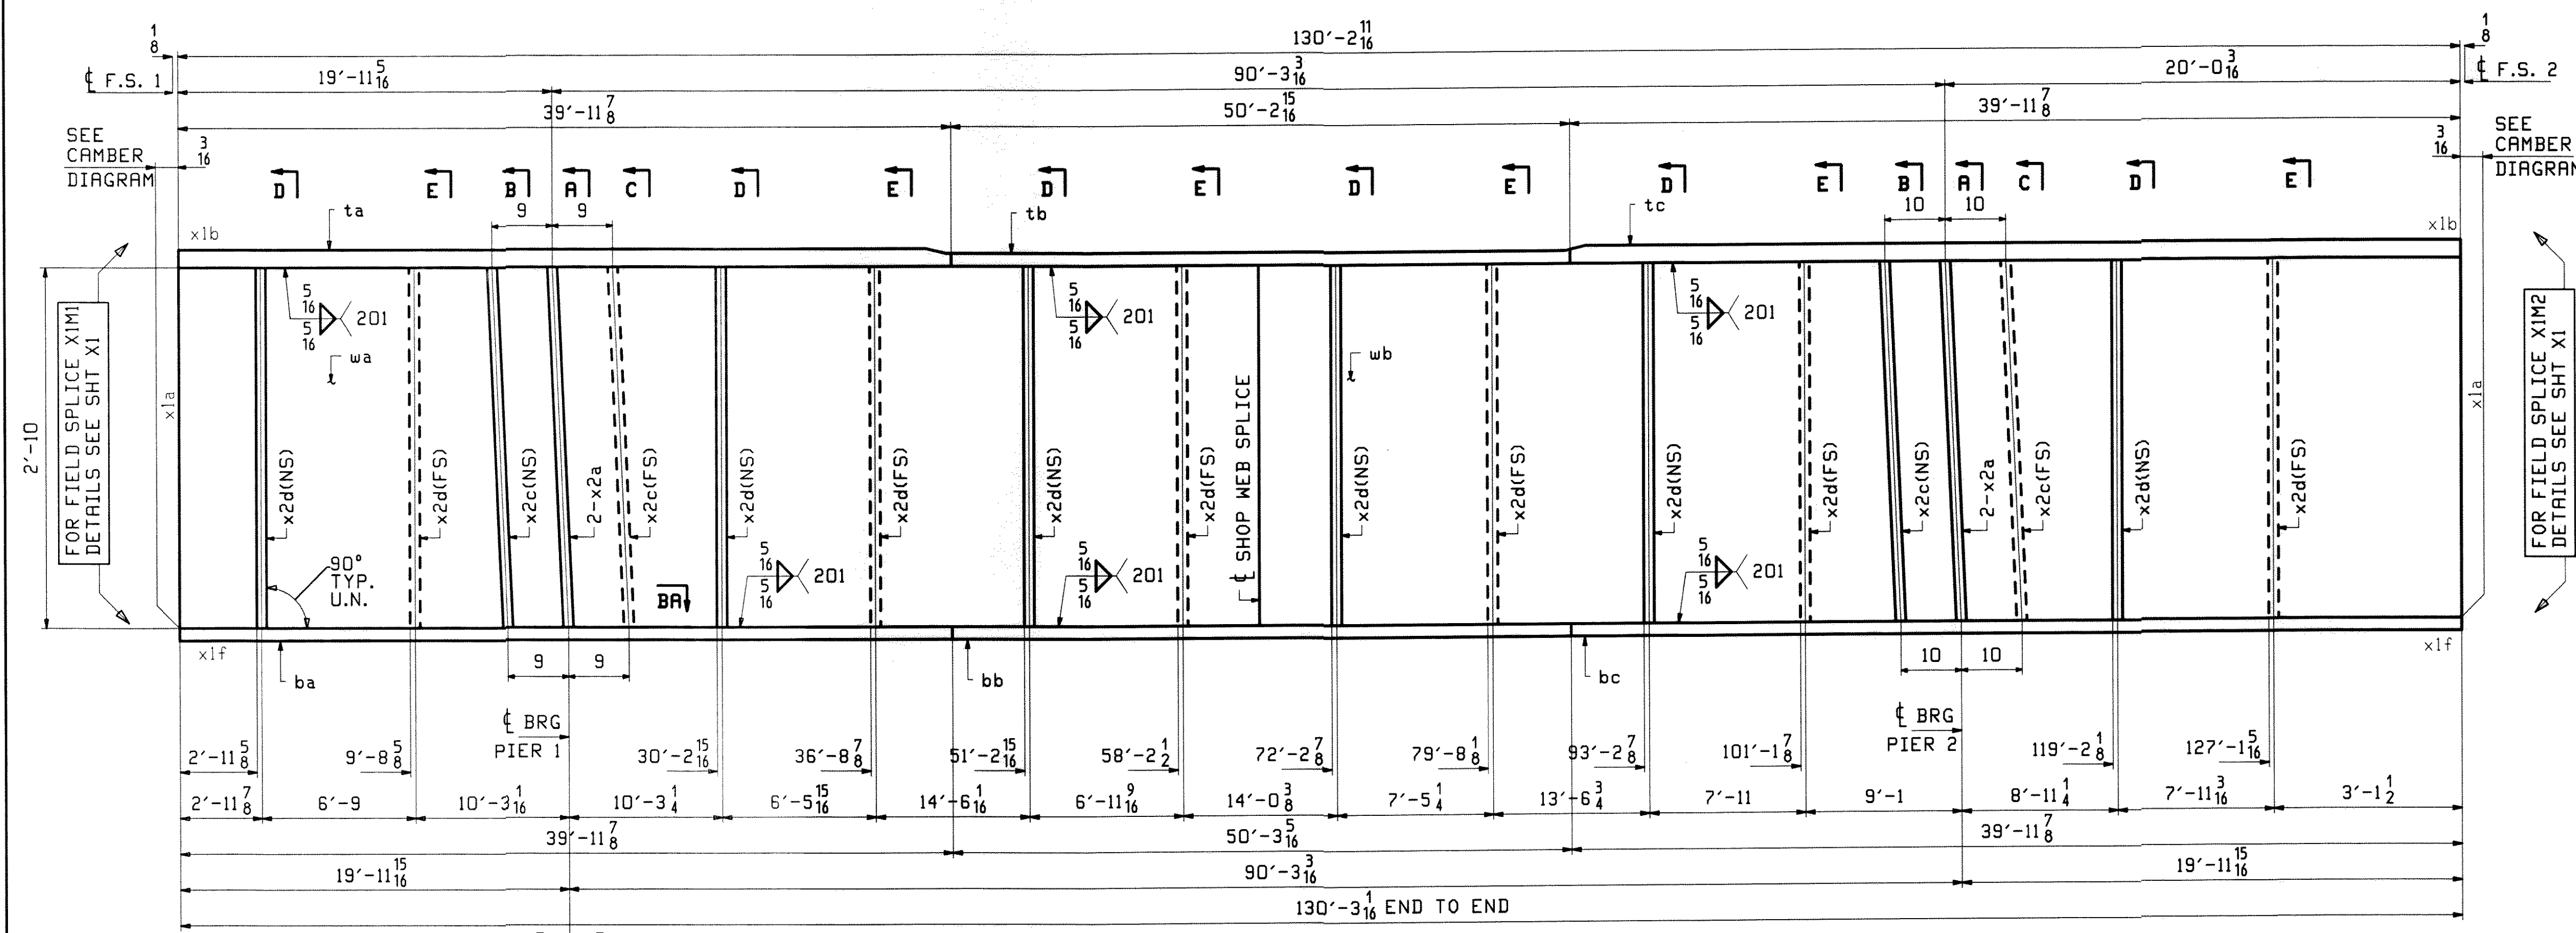 1/8
130′-2 11/16
1/8
℄ F.S. 1
19′-11 5/16
90′-3 3/16
20′-0 3/16
℄ F.S. 2
39′-11 7/8
50′-2 15/16
39′-11 7/8
SEE
CAMBER
DIAGRAM
3/16
3/16
SEE
CAMBER
DIAGRAM
D E B A C D E D E D E D E B A C D E
9 9
10 10
x1b
ta
tb
tc
x1b
2′-10
FOR FIELD SPLICE X1M1
DETAILS SEE SHT X1
x1a
5/16
5/16
201
5/16
5/16
201
5/16
5/16
201
wa
wb
x2d(NS)
x2d(FS)
x2c(NS)
2-x2a
x2c(FS)
x2d(NS)
x2d(FS)
x2d(NS)
x2d(FS)
℄ SHOP WEB SPLICE
x2d(NS)
x2d(FS)
x2d(NS)
x2d(FS)
x2c(NS)
2-x2a
x2c(FS)
x2d(NS)
x2d(FS)
x1a
FOR FIELD SPLICE X1M2
DETAILS SEE SHT X1
90°
TYP.
U.N.
BA
5/16
5/16
201
5/16
5/16
201
5/16
5/16
201
x1f
ba
9 9
bb
bc
10 10
x1f
℄ BRG
PIER 1
℄ BRG
PIER 2
2′-11 5/8
9′-8 5/8
30′-2 15/16
36′-8 7/8
51′-2 15/16
58′-2 1/2
72′-2 7/8
79′-8 1/8
93′-2 7/8
101′-1 7/8
119′-2 1/8
127′-1 5/16
2′-11 7/8
6′-9
10′-3 1/16
10′-3 1/4
6′-5 15/16
14′-6 1/16
6′-11 9/16
14′-0 3/8
7′-5 1/4
13′-6 3/4
7′-11
9′-1
8′-11 1/4
7′-11 3/16
3′-1 1/2
39′-11 7/8
50′-3 5/16
39′-11 7/8
19′-11 15/16
90′-3 3/16
19′-11 15/16
130′-3 1/16 END TO END